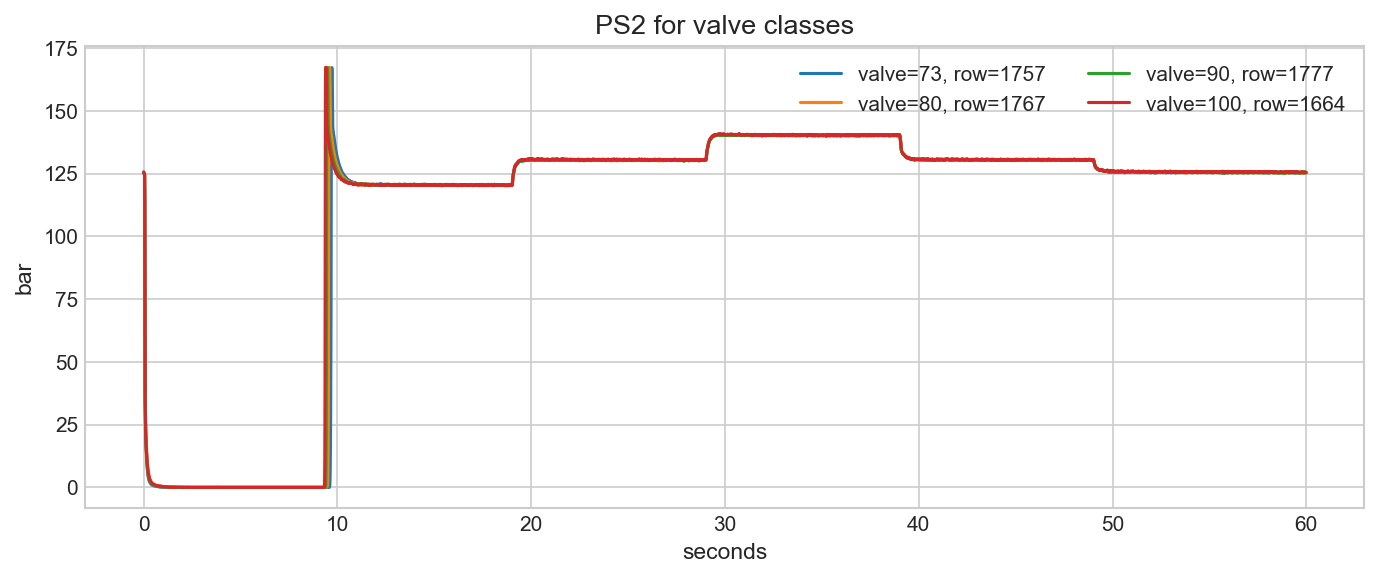 PS2 for valve classes
175
150
125
100
75
50
25
0
bar
valve=73, row=1757
valve=80, row=1767
valve=90, row=1777
valve=100, row=1664
0 10 20 30 40 50 60
seconds